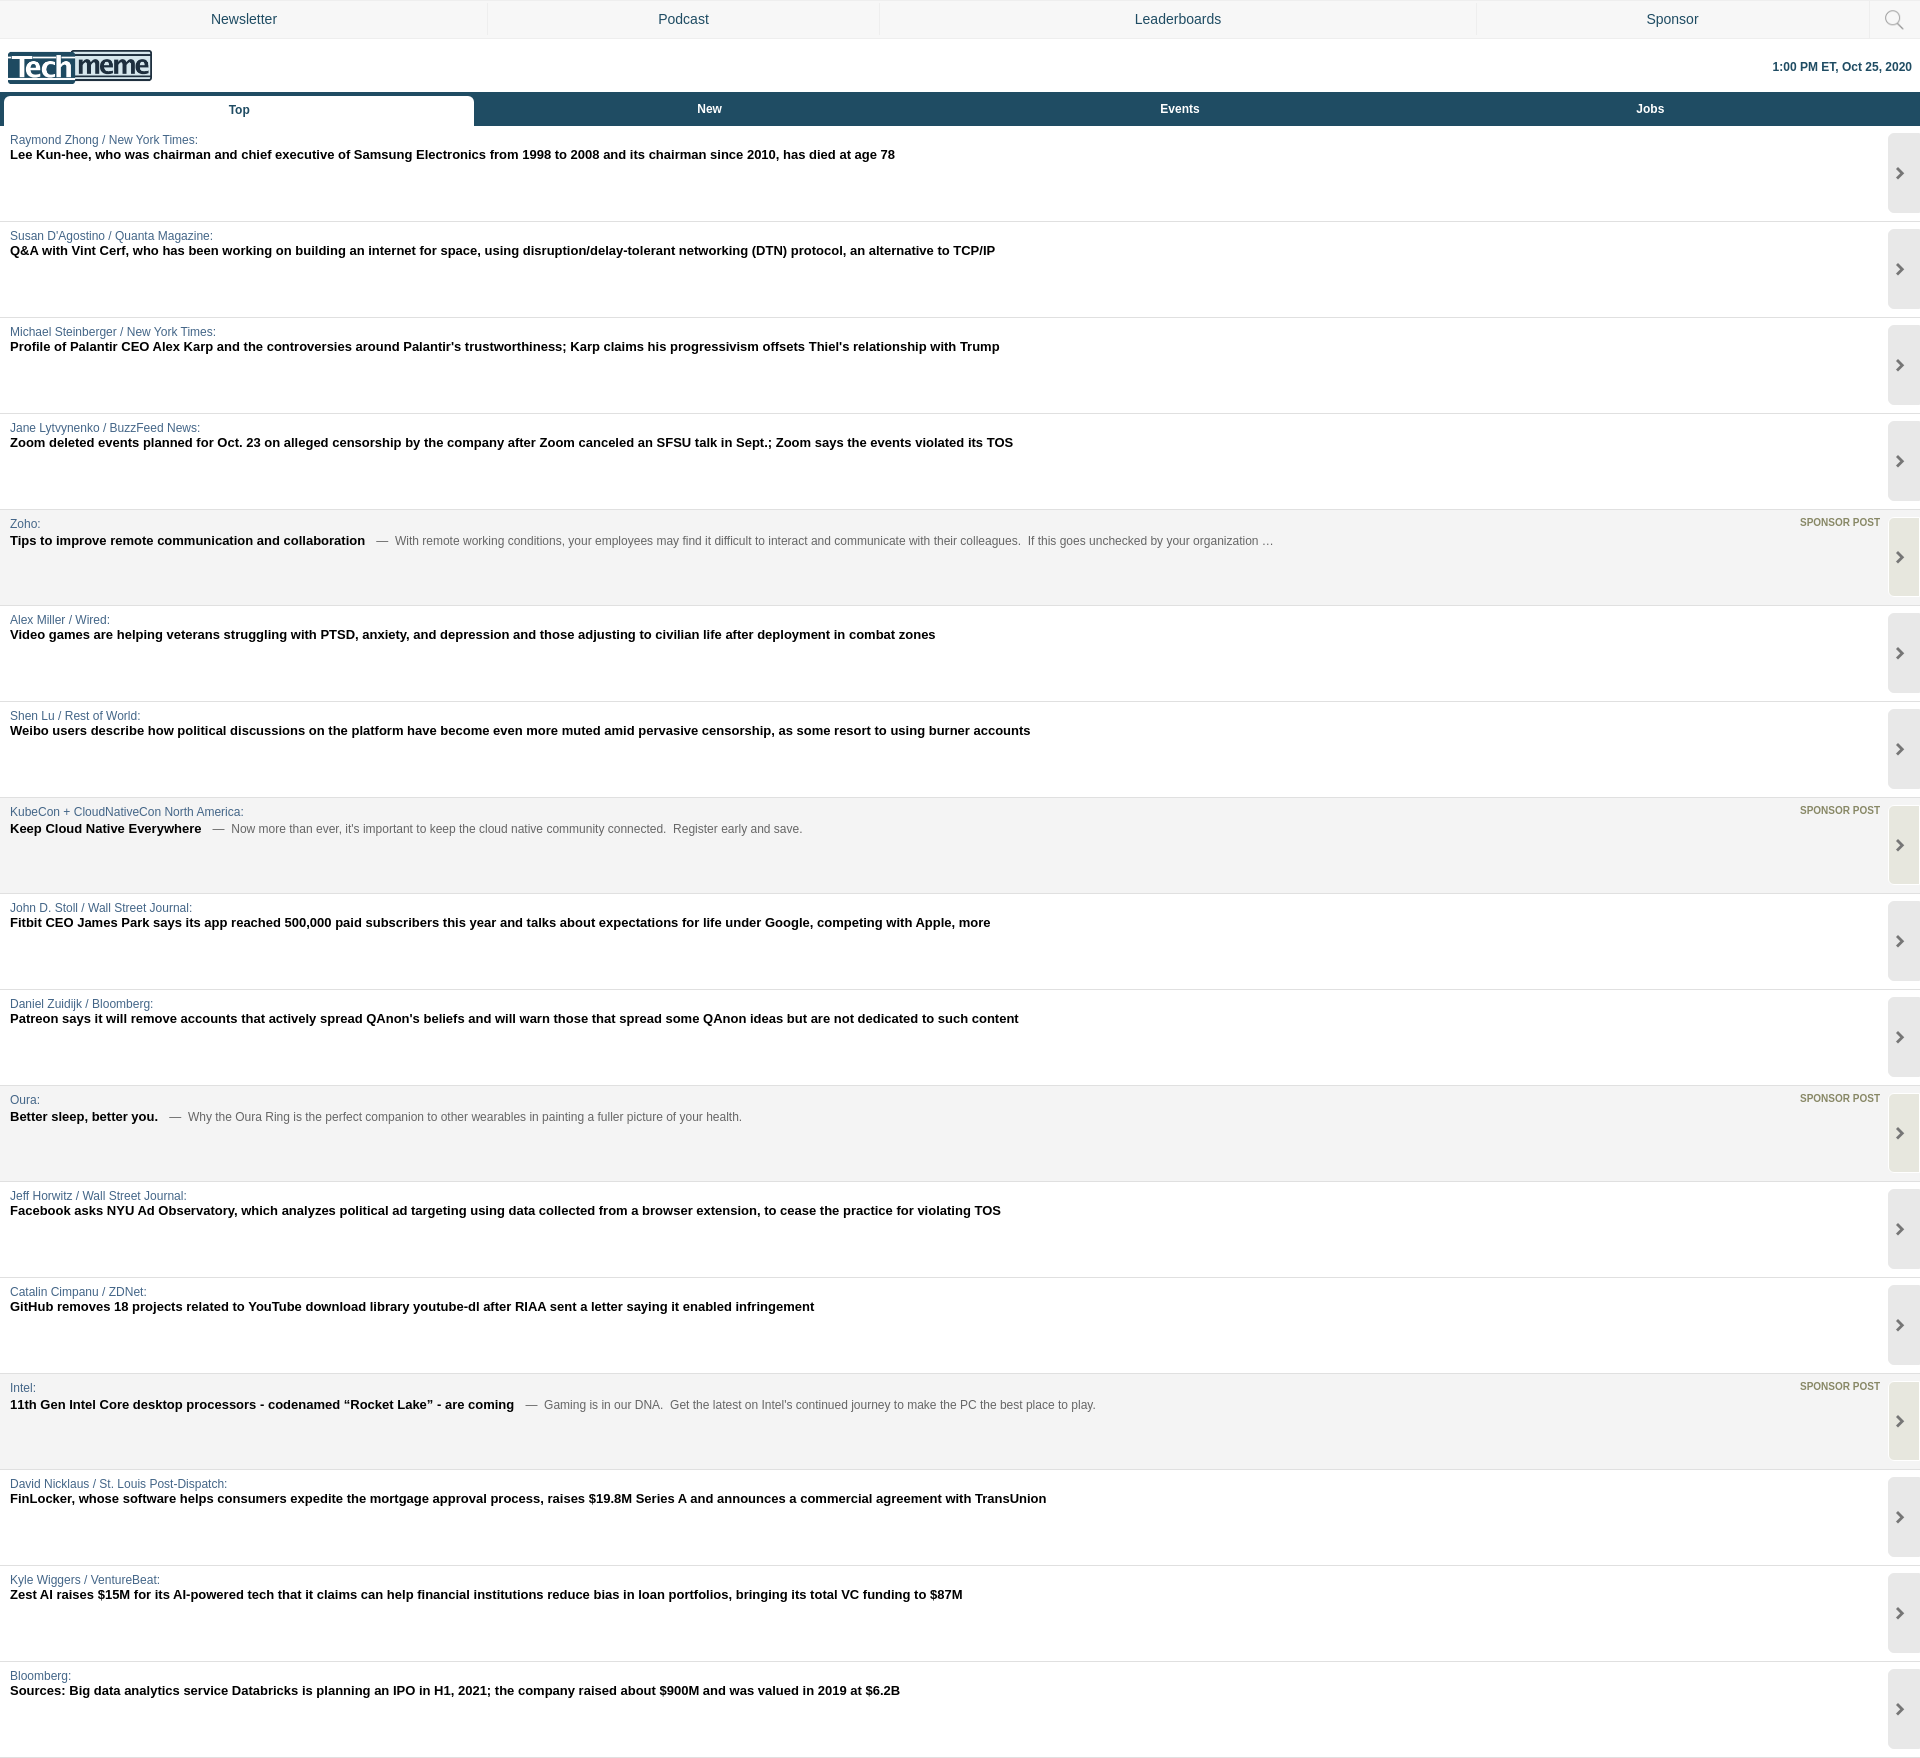 Newsletter
Podcast
Leaderboards
Sponsor
Techmeme
1:00 PM ET, Oct 25, 2020
Top
New
Events
Jobs
Raymond Zhong / New York Times:
Lee Kun-hee, who was chairman and chief executive of Samsung Electronics from 1998 to 2008 and its chairman since 2010, has died at age 78
Susan D'Agostino / Quanta Magazine:
Q&A with Vint Cerf, who has been working on building an internet for space, using disruption/delay-tolerant networking (DTN) protocol, an alternative to TCP/IP
Michael Steinberger / New York Times:
Profile of Palantir CEO Alex Karp and the controversies around Palantir's trustworthiness; Karp claims his progressivism offsets Thiel's relationship with Trump
Jane Lytvynenko / BuzzFeed News:
Zoom deleted events planned for Oct. 23 on alleged censorship by the company after Zoom canceled an SFSU talk in Sept.; Zoom says the events violated its TOS
Zoho:
SPONSOR POST
Tips to improve remote communication and collaboration — With remote working conditions, your employees may find it difficult to interact and communicate with their colleagues. If this goes unchecked by your organization …
Alex Miller / Wired:
Video games are helping veterans struggling with PTSD, anxiety, and depression and those adjusting to civilian life after deployment in combat zones
Shen Lu / Rest of World:
Weibo users describe how political discussions on the platform have become even more muted amid pervasive censorship, as some resort to using burner accounts
KubeCon + CloudNativeCon North America:
SPONSOR POST
Keep Cloud Native Everywhere — Now more than ever, it's important to keep the cloud native community connected. Register early and save.
John D. Stoll / Wall Street Journal:
Fitbit CEO James Park says its app reached 500,000 paid subscribers this year and talks about expectations for life under Google, competing with Apple, more
Daniel Zuidijk / Bloomberg:
Patreon says it will remove accounts that actively spread QAnon's beliefs and will warn those that spread some QAnon ideas but are not dedicated to such content
Oura:
SPONSOR POST
Better sleep, better you. — Why the Oura Ring is the perfect companion to other wearables in painting a fuller picture of your health.
Jeff Horwitz / Wall Street Journal:
Facebook asks NYU Ad Observatory, which analyzes political ad targeting using data collected from a browser extension, to cease the practice for violating TOS
Catalin Cimpanu / ZDNet:
GitHub removes 18 projects related to YouTube download library youtube-dl after RIAA sent a letter saying it enabled infringement
Intel:
SPONSOR POST
11th Gen Intel Core desktop processors - codenamed “Rocket Lake” - are coming — Gaming is in our DNA. Get the latest on Intel's continued journey to make the PC the best place to play.
David Nicklaus / St. Louis Post-Dispatch:
FinLocker, whose software helps consumers expedite the mortgage approval process, raises $19.8M Series A and announces a commercial agreement with TransUnion
Kyle Wiggers / VentureBeat:
Zest AI raises $15M for its AI-powered tech that it claims can help financial institutions reduce bias in loan portfolios, bringing its total VC funding to $87M
Bloomberg:
Sources: Big data analytics service Databricks is planning an IPO in H1, 2021; the company raised about $900M and was valued in 2019 at $6.2B